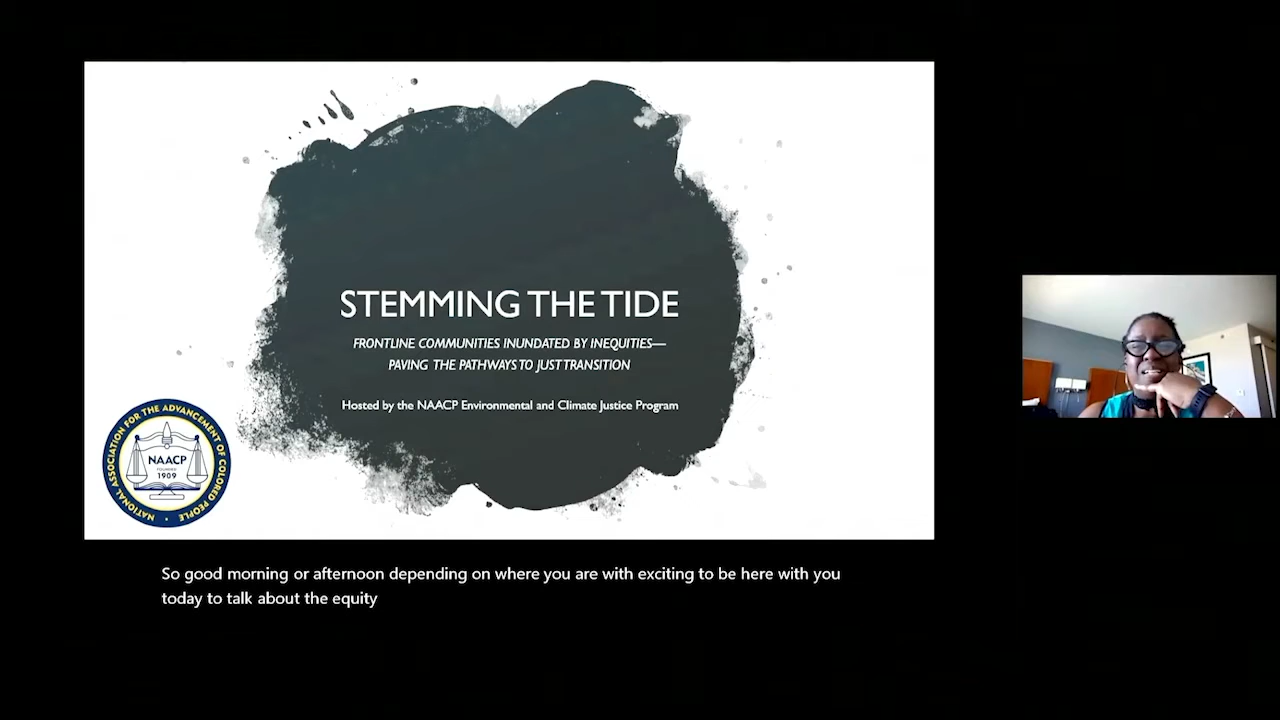 STEMMING THE TIDE
FRONTLINE COMMUNITIES INUNDATED BY INEQUITIES—
PAVING THE PATHWAYS TO JUST TRANSITION
Hosted by the NAACP Environmental and Climate Justice Program
NATIONAL ASSOCIATION FOR THE ADVANCEMENT OF COLORED PEOPLE
NAACP
FOUNDED
1909
So good morning or afternoon depending on where you are with exciting to be here with you
today to talk about the equity